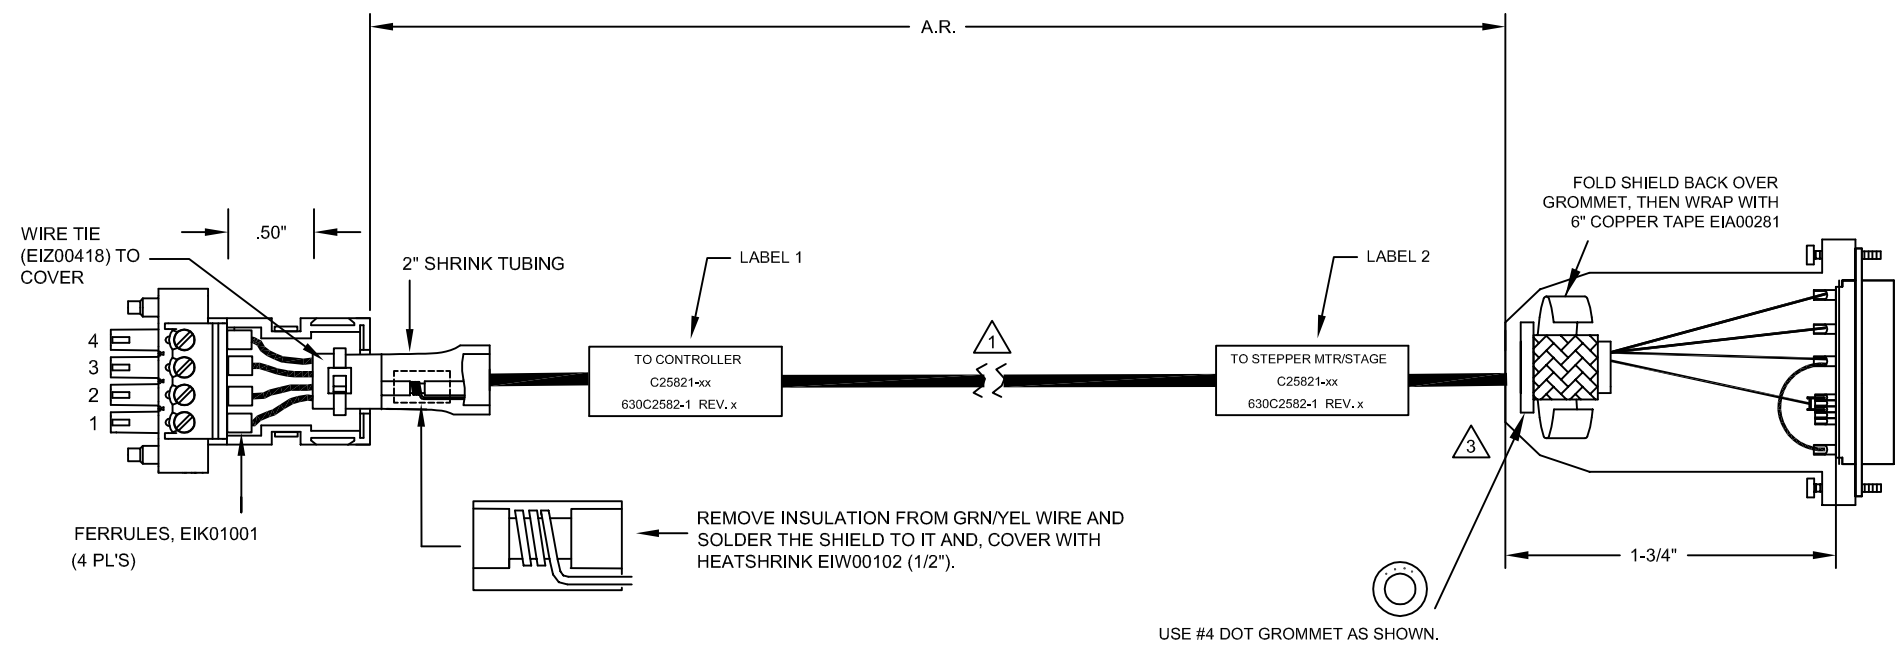 A.R.
FOLD SHIELD BACK OVER
GROMMET, THEN WRAP WITH
6" COPPER TAPE EIA00281
WIRE TIE
(EIZ00418) TO
COVER
.50"
2" SHRINK TUBING
LABEL 1
LABEL 2
4
3
2
1
TO CONTROLLER
C25821-xx
630C2582-1 REV. x
1
TO STEPPER MTR/STAGE
C25821-xx
630C2582-1 REV. x
3
FERRULES, EIK01001
(4 PL'S)
REMOVE INSULATION FROM GRN/YEL WIRE AND
SOLDER THE SHIELD TO IT AND, COVER WITH
HEATSHRINK EIW00102 (1/2").
1-3/4"
USE #4 DOT GROMMET AS SHOWN.